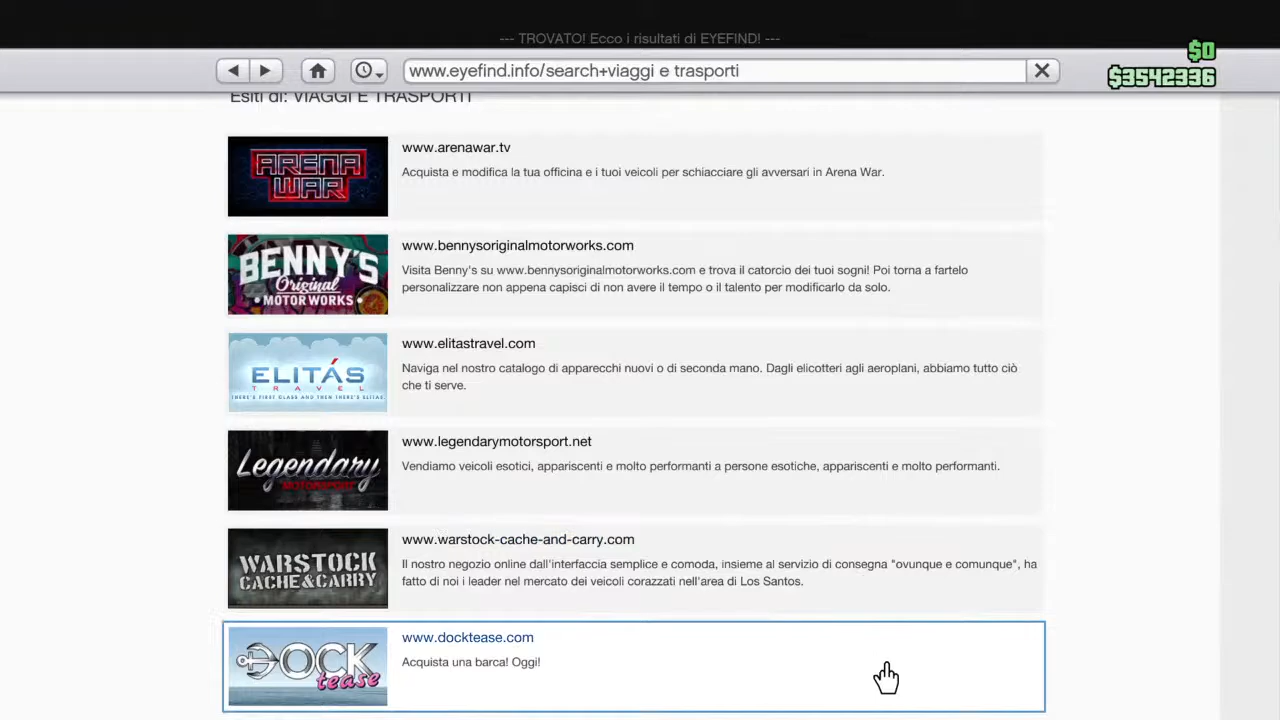 --- TROVATO! Ecco i risultati di EYEFIND! ---
$0
www.eyefind.info/search+viaggi e trasporti
$3542336
Esiti di: VIAGGI E TRASPORTI
ARENA
WAR
www.arenawar.tv
Acquista e modifica la tua officina e i tuoi veicoli per schiacciare gli avversari in Arena War.
BENNY'S
Original
MOTOR WORKS
www.bennysoriginalmotorworks.com
Visita Benny's su www.bennysoriginalmotorworks.com e trova il catorcio dei tuoi sogni! Poi torna a fartelo
personalizzare non appena capisci di non avere il tempo o il talento per modificarlo da solo.
ELITÁS
TRAVEL
THERE'S FIRST CLASS AND THEN THERE'S ELITAS
www.elitastravel.com
Naviga nel nostro catalogo di apparecchi nuovi o di seconda mano. Dagli elicotteri agli aeroplani, abbiamo tutto ciò
che ti serve.
Legendary
MOTORSPORT
www.legendarymotorsport.net
Vendiamo veicoli esotici, appariscenti e molto performanti a persone esotiche, appariscenti e molto performanti.
WARSTOCK
CACHE&CARRY
www.warstock-cache-and-carry.com
Il nostro negozio online dall'interfaccia semplice e comoda, insieme al servizio di consegna "ovunque e comunque", ha
fatto di noi i leader nel mercato dei veicoli corazzati nell'area di Los Santos.
DOCK
tease
www.docktease.com
Acquista una barca! Oggi!